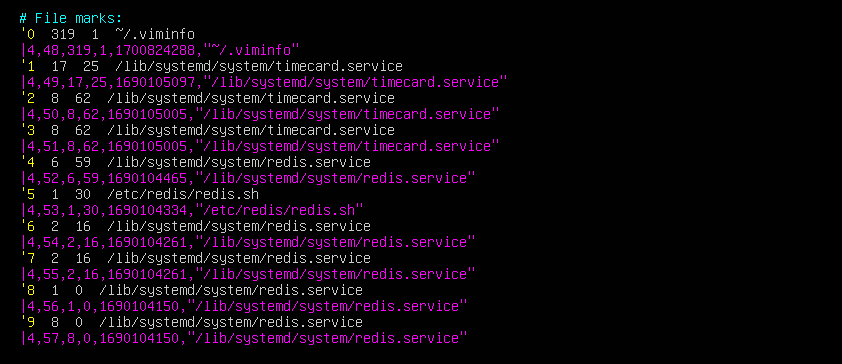 # File marks:
'0  319  1  ~/.viminfo
|4,48,319,1,1700824288,"~/.viminfo"
'1  17  25  /lib/systemd/system/timecard.service
|4,49,17,25,1690105097,"/lib/systemd/system/timecard.service"
'2  8  62  /lib/systemd/system/timecard.service
|4,50,8,62,1690105005,"/lib/systemd/system/timecard.service"
'3  8  62  /lib/systemd/system/timecard.service
|4,51,8,62,1690105005,"/lib/systemd/system/timecard.service"
'4  6  59  /lib/systemd/system/redis.service
|4,52,6,59,1690104465,"/lib/systemd/system/redis.service"
'5  1  30  /etc/redis/redis.sh
|4,53,1,30,1690104334,"/etc/redis/redis.sh"
'6  2  16  /lib/systemd/system/redis.service
|4,54,2,16,1690104261,"/lib/systemd/system/redis.service"
'7  2  16  /lib/systemd/system/redis.service
|4,55,2,16,1690104261,"/lib/systemd/system/redis.service"
'8  1  0  /lib/systemd/system/redis.service
|4,56,1,0,1690104150,"/lib/systemd/system/redis.service"
'9  8  0  /lib/systemd/system/redis.service
|4,57,8,0,1690104150,"/lib/systemd/system/redis.service"